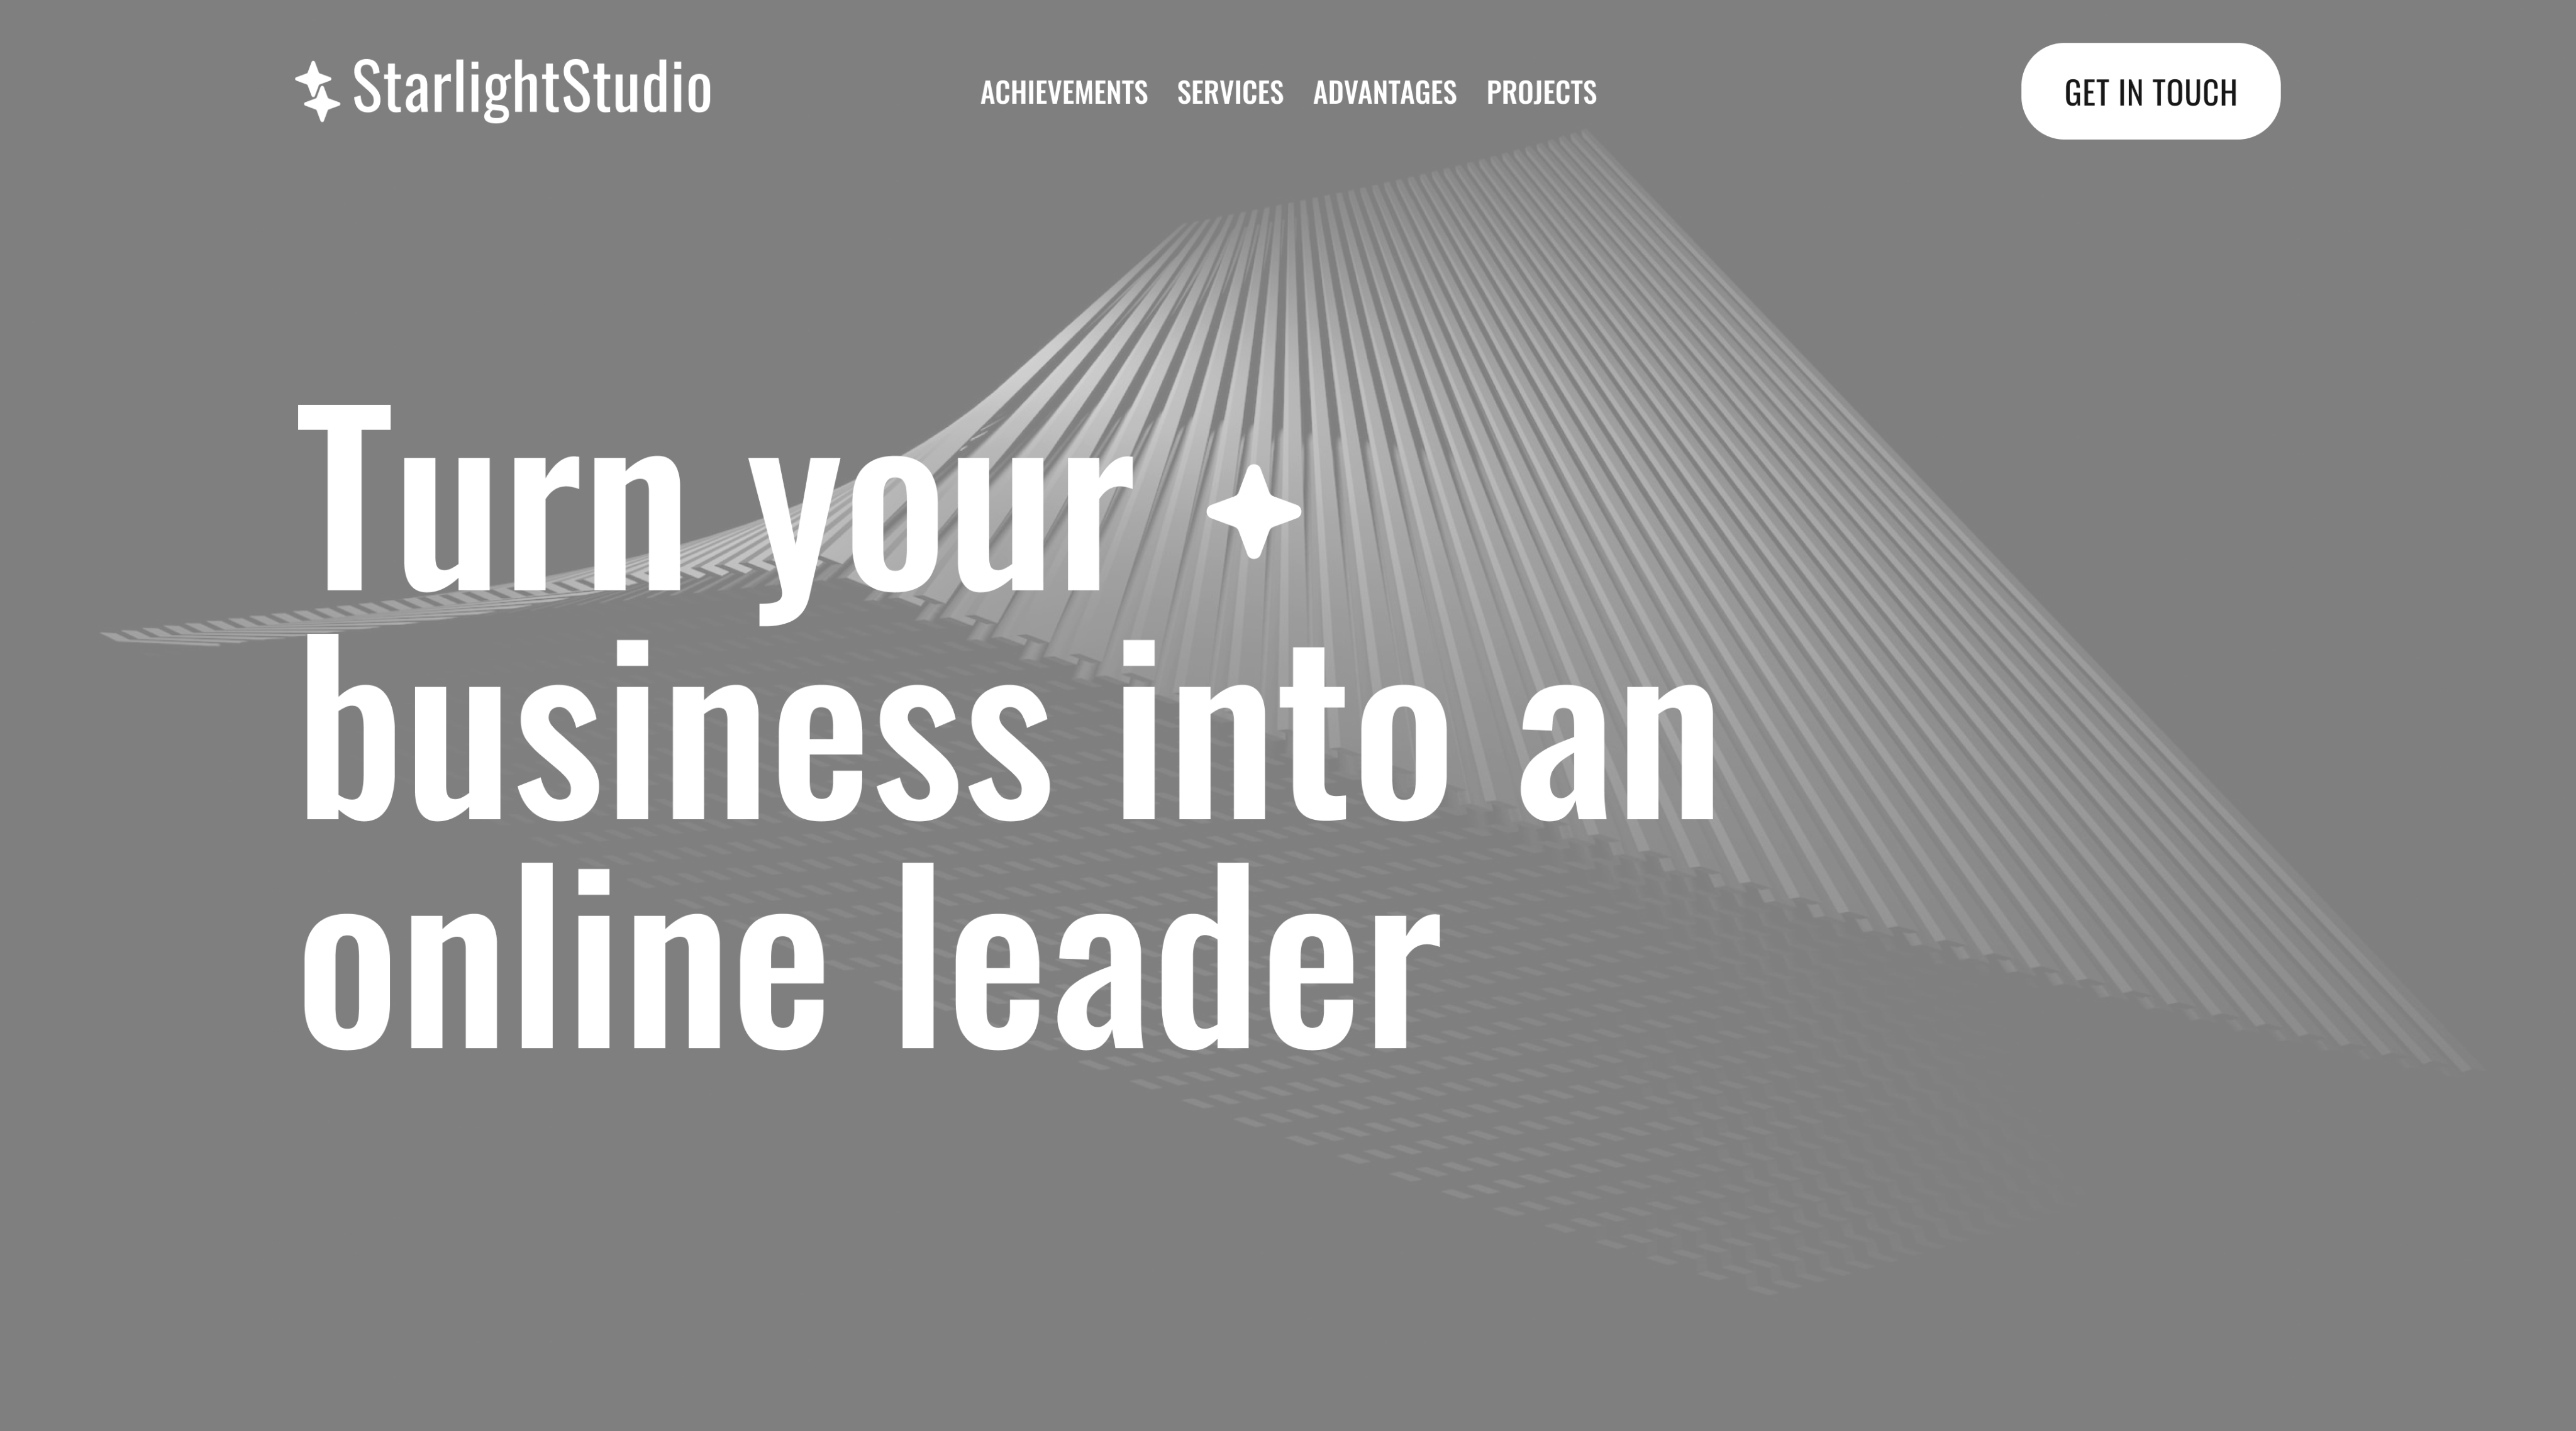 StarlightStudio
ACHIEVEMENTS SERVICES ADVANTAGES PROJECTS
GET IN TOUCH
Turn your
business into an
online leader